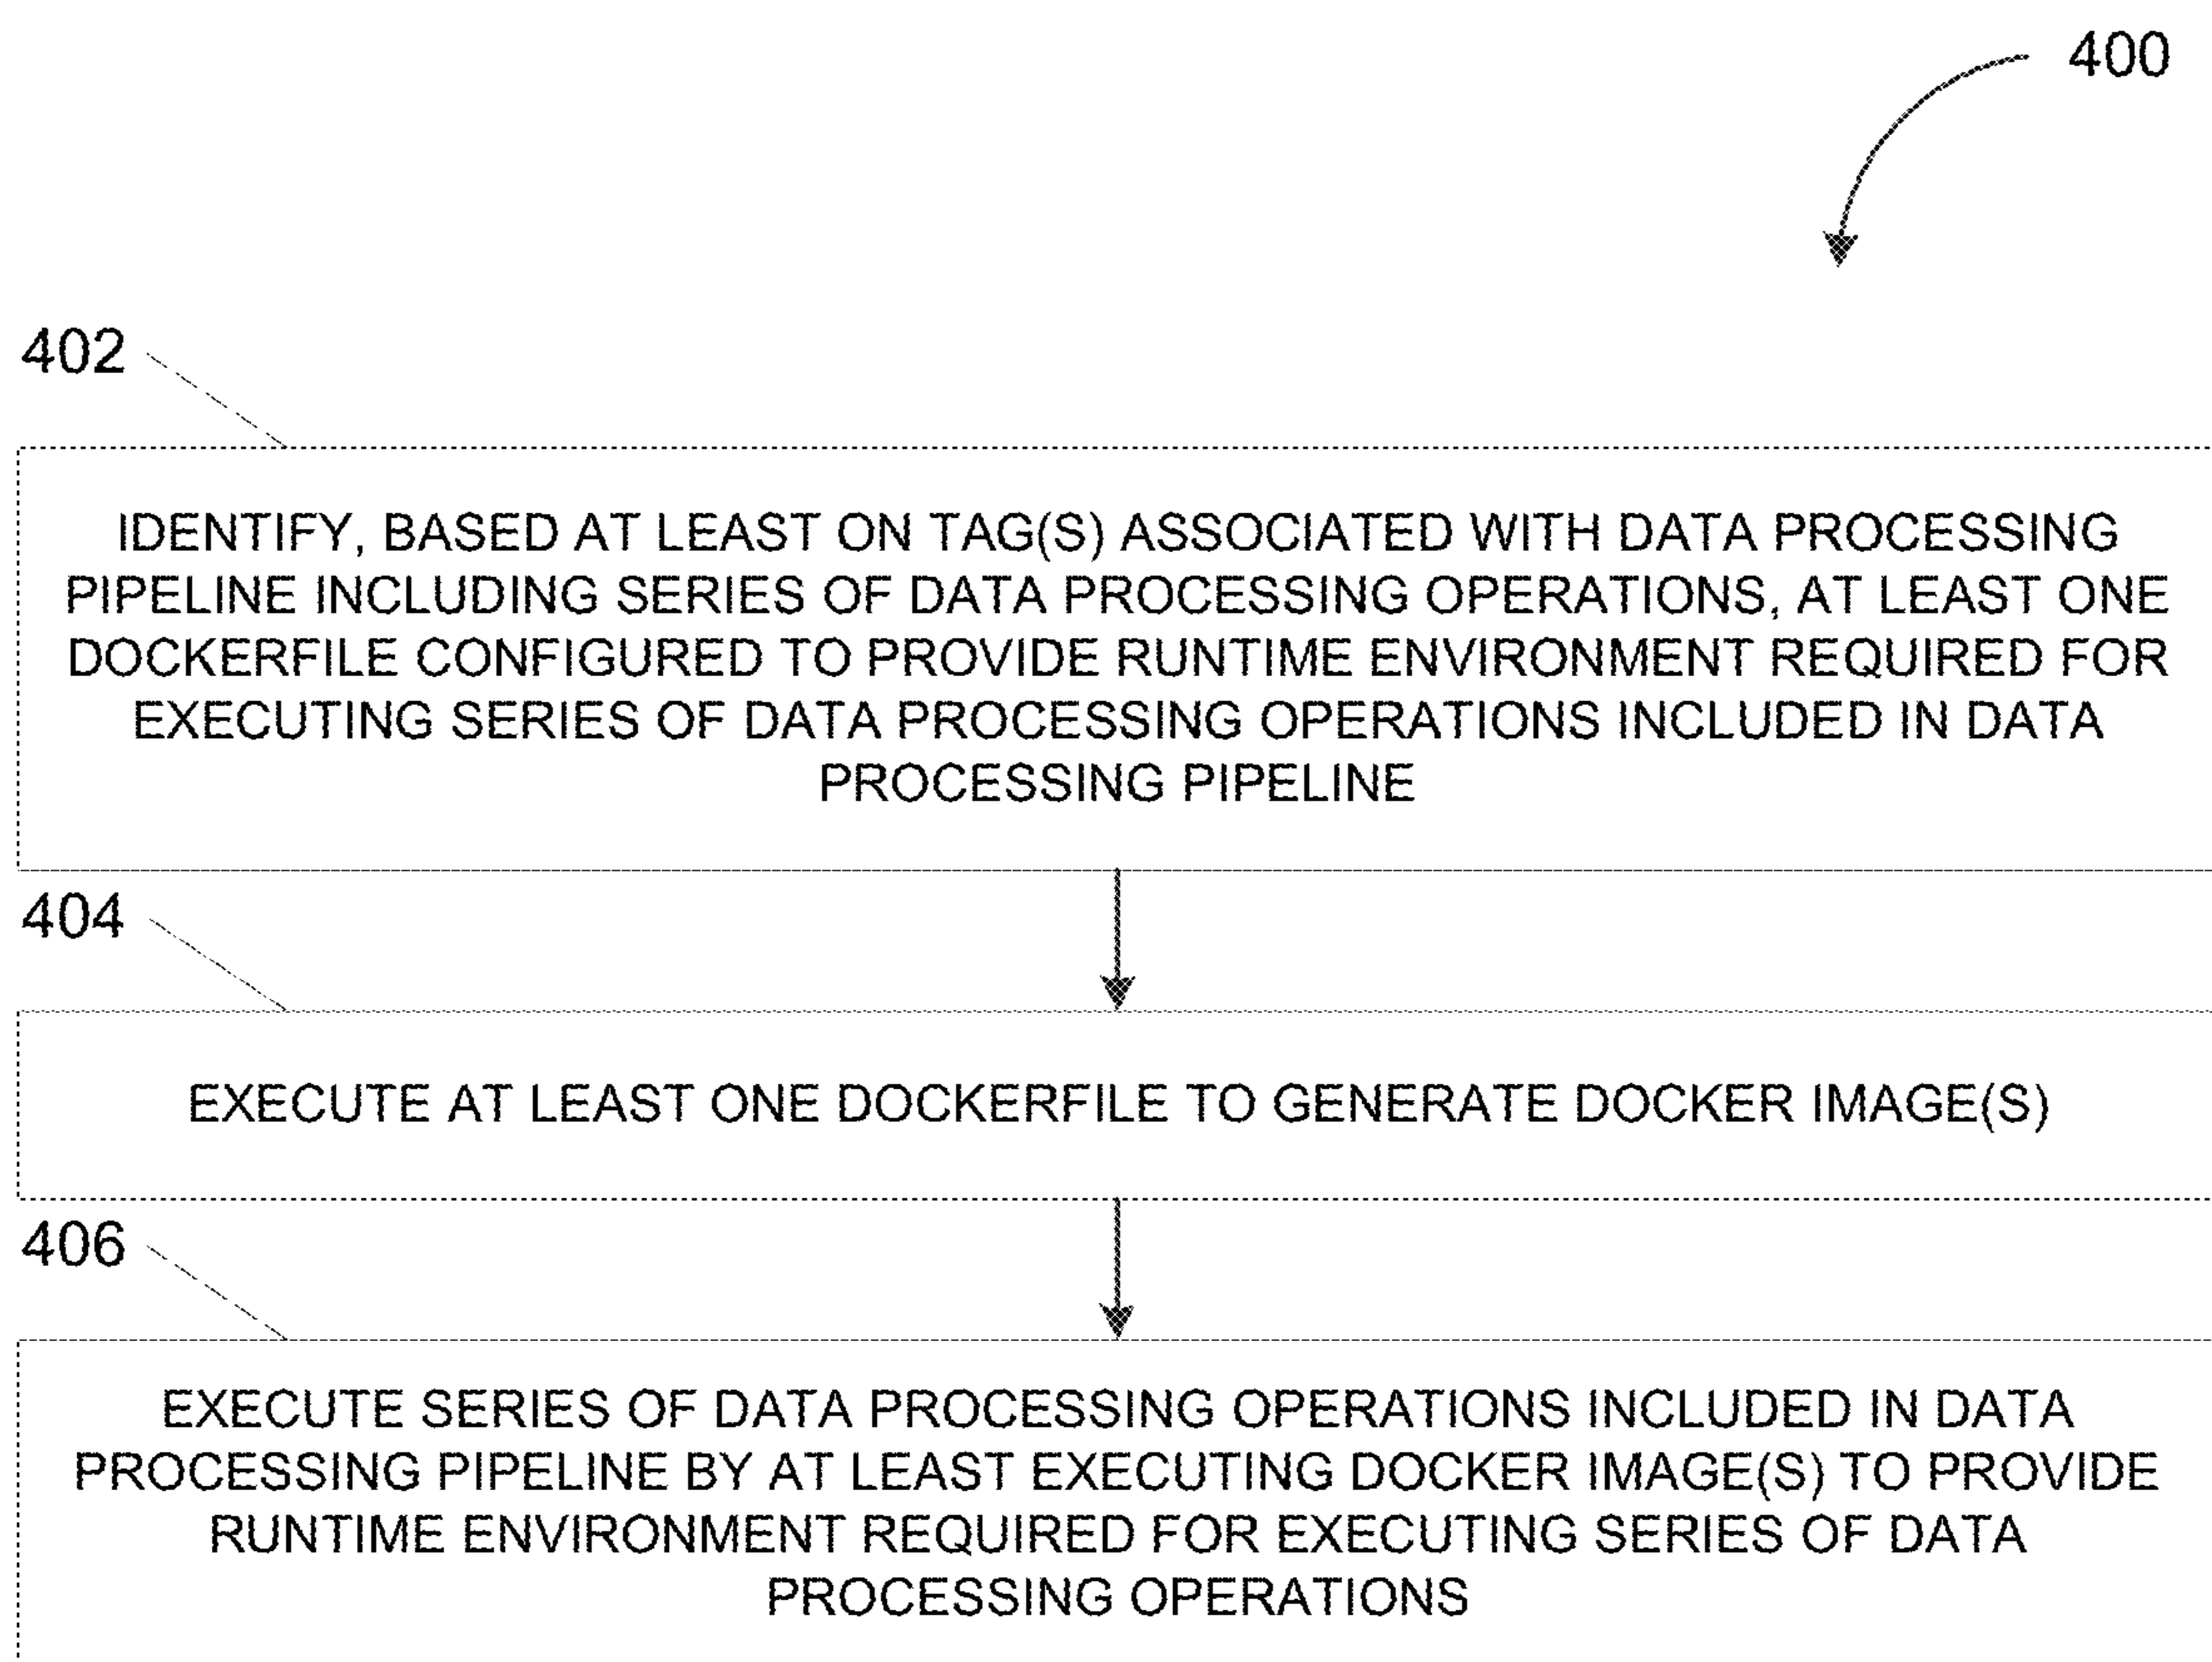 400
402
IDENTIFY, BASED AT LEAST ON TAG(S) ASSOCIATED WITH DATA PROCESSING
PIPELINE INCLUDING SERIES OF DATA PROCESSING OPERATIONS, AT LEAST ONE
DOCKERFILE CONFIGURED TO PROVIDE RUNTIME ENVIRONMENT REQUIRED FOR
EXECUTING SERIES OF DATA PROCESSING OPERATIONS INCLUDED IN DATA
PROCESSING PIPELINE
404
EXECUTE AT LEAST ONE DOCKERFILE TO GENERATE DOCKER IMAGE(S)
406
EXECUTE SERIES OF DATA PROCESSING OPERATIONS INCLUDED IN DATA
PROCESSING PIPELINE BY AT LEAST EXECUTING DOCKER IMAGE(S) TO PROVIDE
RUNTIME ENVIRONMENT REQUIRED FOR EXECUTING SERIES OF DATA
PROCESSING OPERATIONS